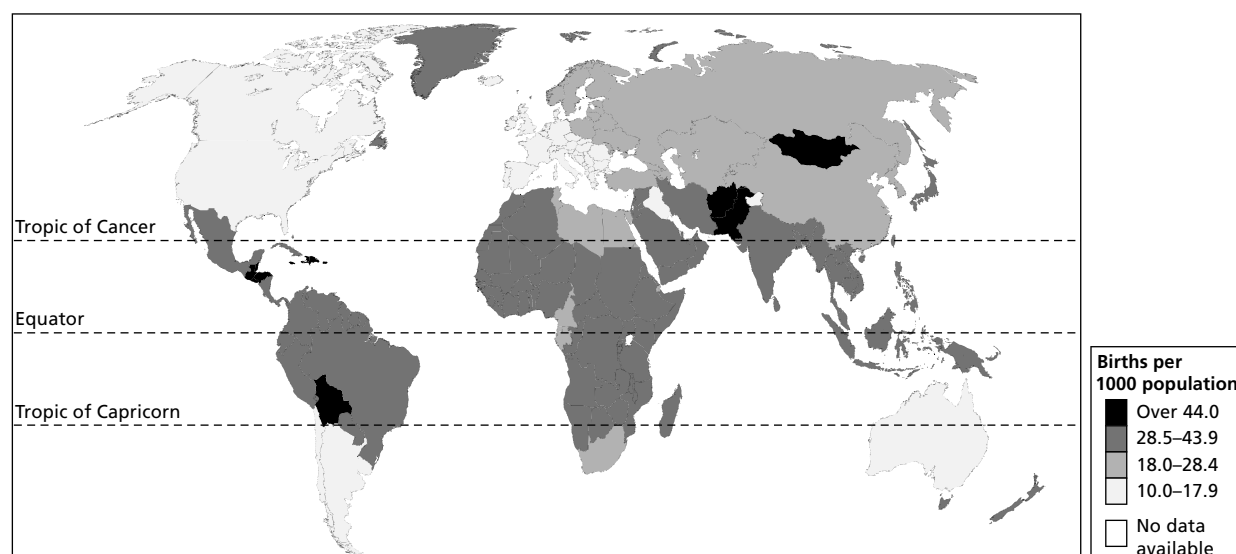 Tropic of Cancer
Equator
Tropic of Capricorn
Births per
1000 population
Over 44.0
28.5–43.9
18.0–28.4
10.0–17.9
No data
available